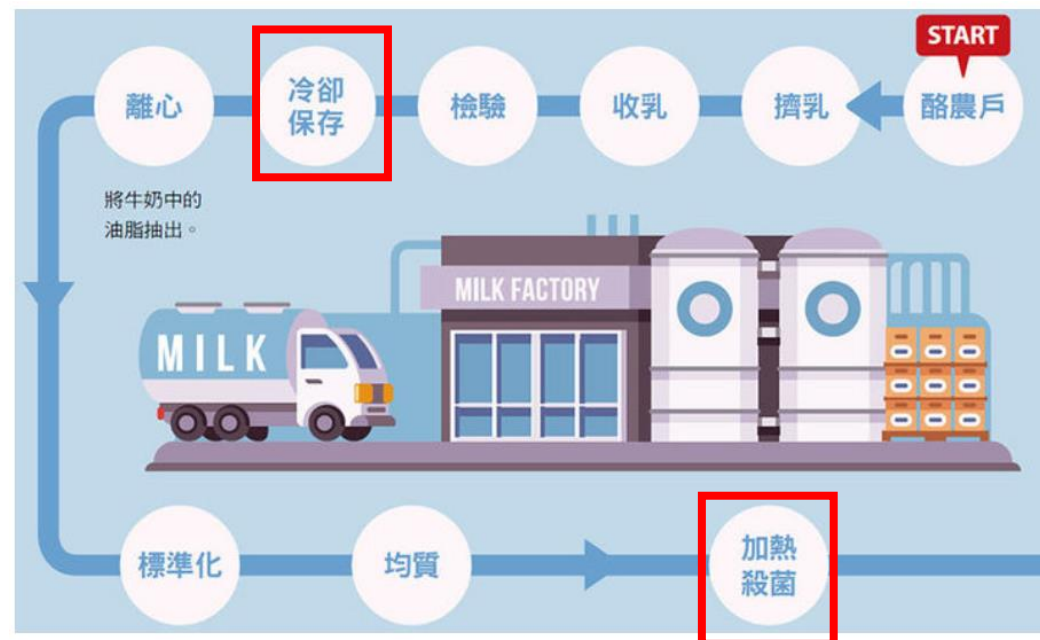 START
酪農戶
擠乳
收乳
檢驗
冷卻
保存
離心
將牛奶中的
油脂抽出。
MILK FACTORY
MILK
標準化
均質
加熱
殺菌